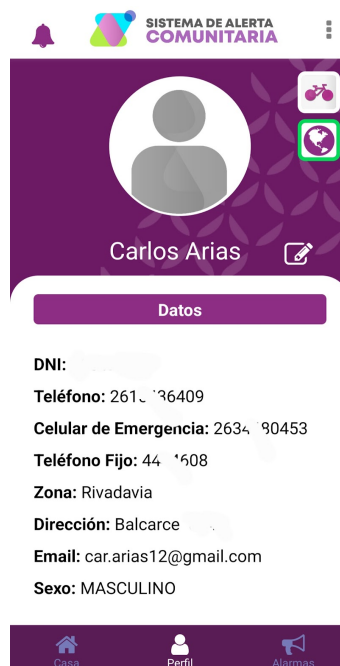 SISTEMA DE ALERTA
COMUNITARIA
Carlos Arias
Datos
DNI:
Teléfono:
Celular de Emergencia:
Teléfono Fijo:
Zona: Rivadavia
Dirección: Balcarce
Email: car.arias12@gmail.com
Sexo: MASCULINO
Casa Perfil Alarmas